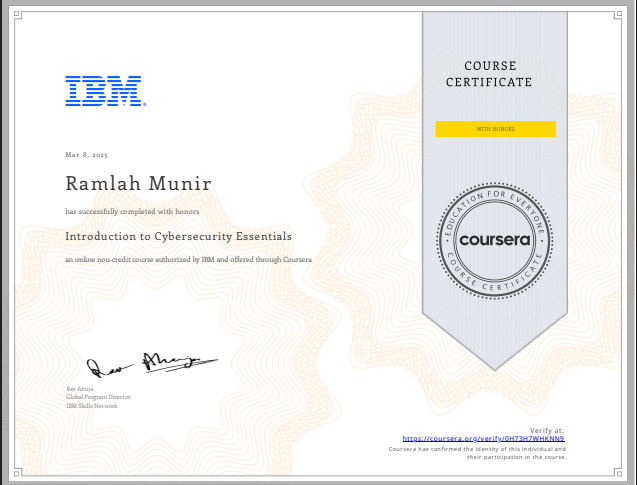 IBM®
COURSE
CERTIFICATE
WITH HONORS
Mar 8, 2025
Ramlah Munir
has successfully completed with honors
Introduction to Cybersecurity Essentials
an online non-credit course authorized by IBM and offered through Coursera
EDUCATION FOR EVERYONE
coursera
COURSE CERTIFICATE
Rav Ahuja
Global Program Director
IBM Skills Network
Verify at:
https://coursera.org/verify/0H73H7WHKNN9
Coursera has confirmed the identity of this individual and
their participation in the course.